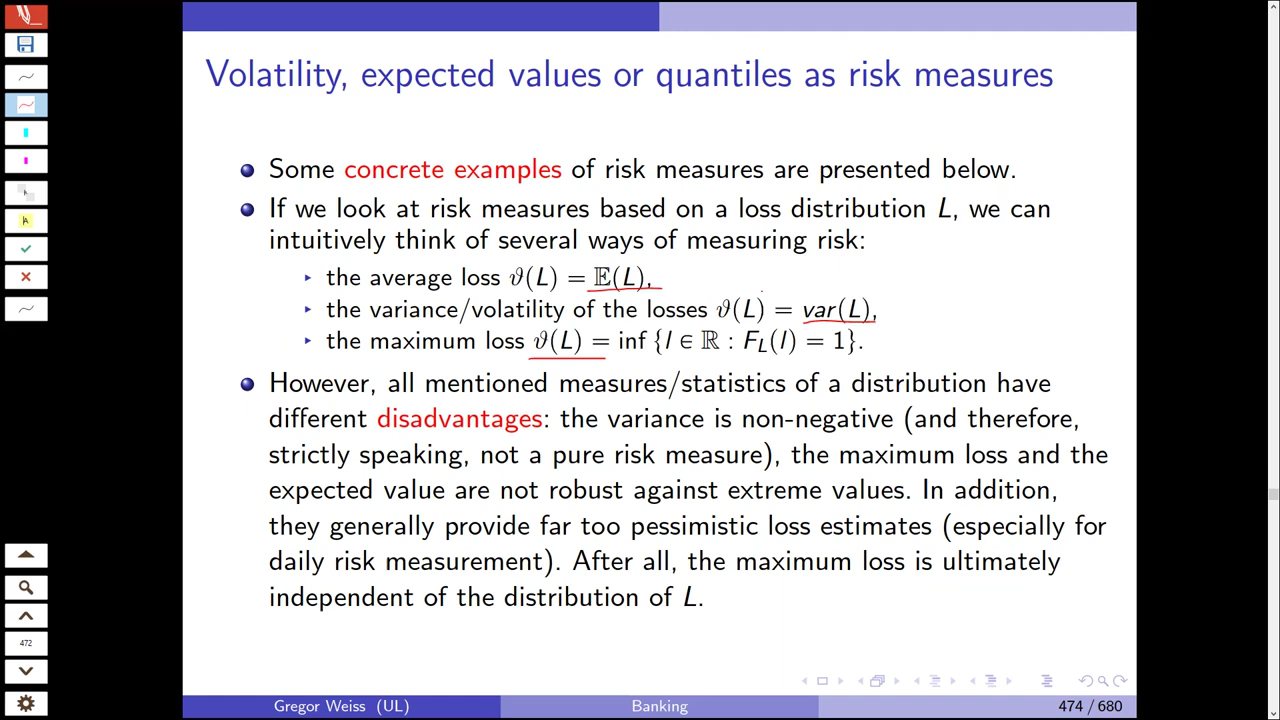 Volatility, expected values or quantiles as risk measures
Some concrete examples of risk measures are presented below.
If we look at risk measures based on a loss distribution L, we can
intuitively think of several ways of measuring risk:
the average loss ϑ(L) = 𝔼(L),
the variance/volatility of the losses ϑ(L) = var(L),
the maximum loss ϑ(L) = inf {l ∈ ℝ : F_L(l) = 1}.
However, all mentioned measures/statistics of a distribution have
different disadvantages: the variance is non-negative (and therefore,
strictly speaking, not a pure risk measure), the maximum loss and the
expected value are not robust against extreme values. In addition,
they generally provide far too pessimistic loss estimates (especially for
daily risk measurement). After all, the maximum loss is ultimately
independent of the distribution of L.
472
Gregor Weiss (UL) Banking 474 / 680